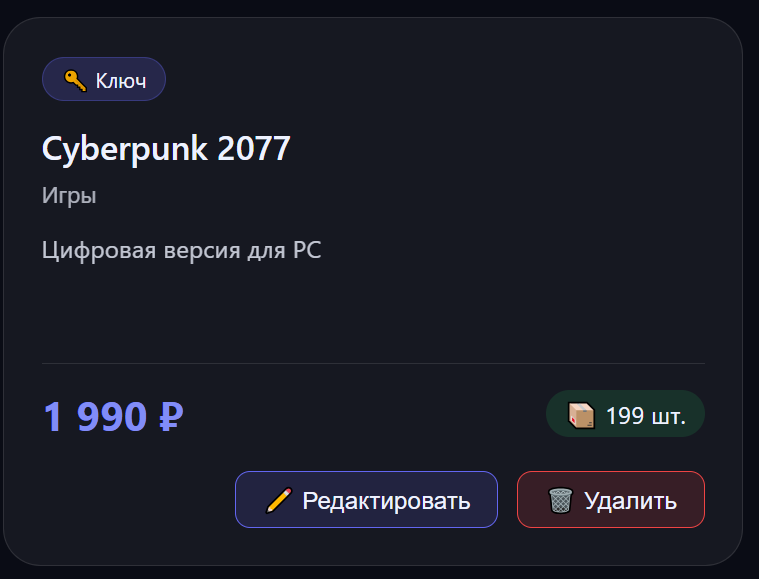 Ключ
Cyberpunk 2077
Игры
Цифровая версия для PC
1 990 ₽
199 шт.
Редактировать
Удалить